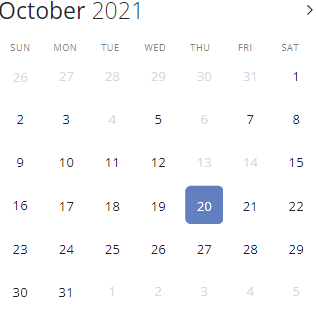 October 2021
SUN MON TUE WED THU FRI SAT
26 27 28 29 30 31 1
2 3 4 5 6 7 8
9 10 11 12 13 14 15
16 17 18 19 20 21 22
23 24 25 26 27 28 29
30 31 1 2 3 4 5